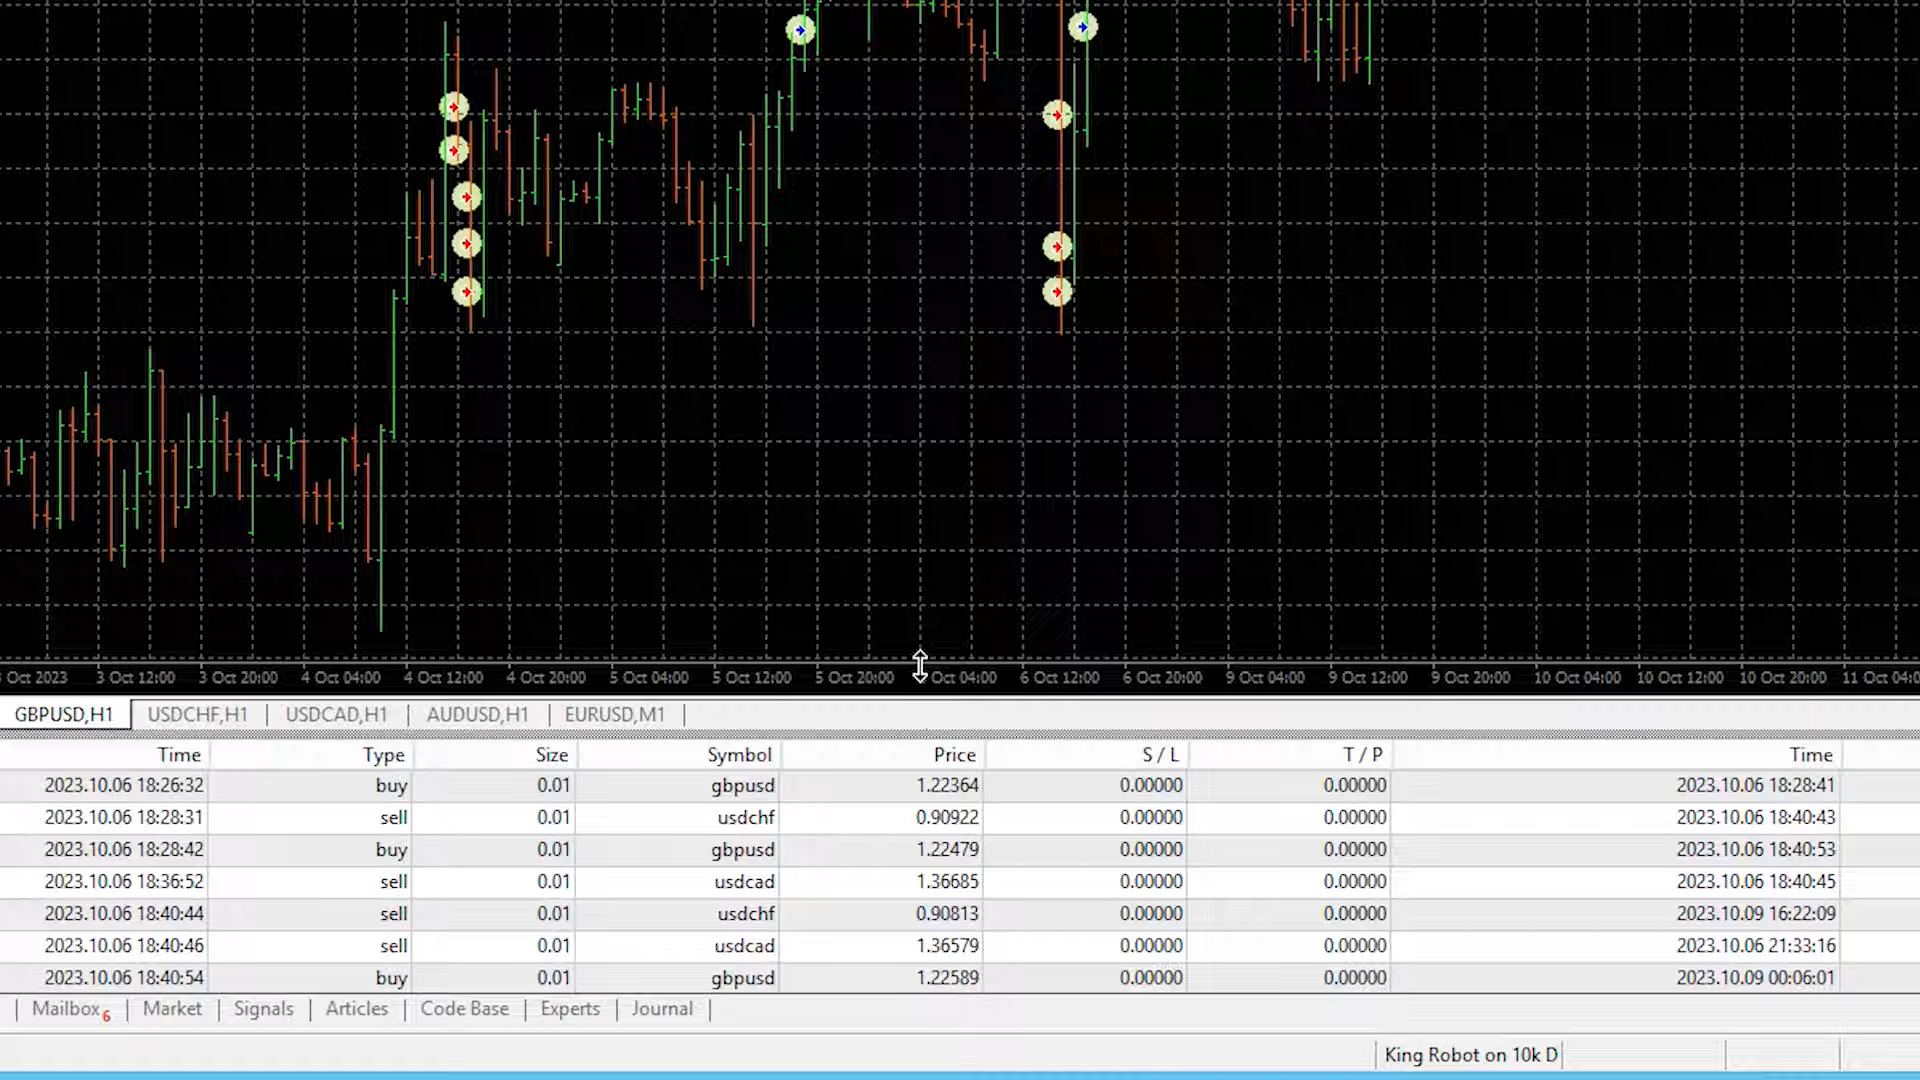 Oct 2023 3 Oct 12:00 3 Oct 20:00 4 Oct 04:00 4 Oct 12:00 4 Oct 20:00 5 Oct 04:00 5 Oct 12:00 5 Oct 20:00 Oct 04:00 6 Oct 12:00 6 Oct 20:00 9 Oct 04:00 9 Oct 12:00 9 Oct 20:00 10 Oct 04:00 10 Oct 12:00 10 Oct 20:00 11 Oct 04:0
GBPUSD,H1 USDCHF,H1 USDCAD,H1 AUDUSD,H1 EURUSD,M1
Time Type Size Symbol Price S / L T / P Time
2023.10.06 18:26:32 buy 0.01 gbpusd 1.22364 0.00000 0.00000 2023.10.06 18:28:41
2023.10.06 18:28:31 sell 0.01 usdchf 0.90922 0.00000 0.00000 2023.10.06 18:40:43
2023.10.06 18:28:42 buy 0.01 gbpusd 1.22479 0.00000 0.00000 2023.10.06 18:40:53
2023.10.06 18:36:52 sell 0.01 usdcad 1.36685 0.00000 0.00000 2023.10.06 18:40:45
2023.10.06 18:40:44 sell 0.01 usdchf 0.90813 0.00000 0.00000 2023.10.09 16:22:09
2023.10.06 18:40:46 sell 0.01 usdcad 1.36579 0.00000 0.00000 2023.10.06 21:33:16
2023.10.06 18:40:54 buy 0.01 gbpusd 1.22589 0.00000 0.00000 2023.10.09 00:06:01
Mailbox 6 Market Signals Articles Code Base Experts Journal
King Robot on 10k D